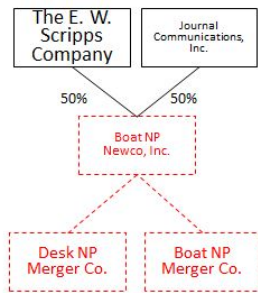 The E. W.
Scripps
Company
Journal
Communications,
Inc.
50%
50%
Boat NP
Newco, Inc.
Desk NP
Merger Co.
Boat NP
Merger Co.